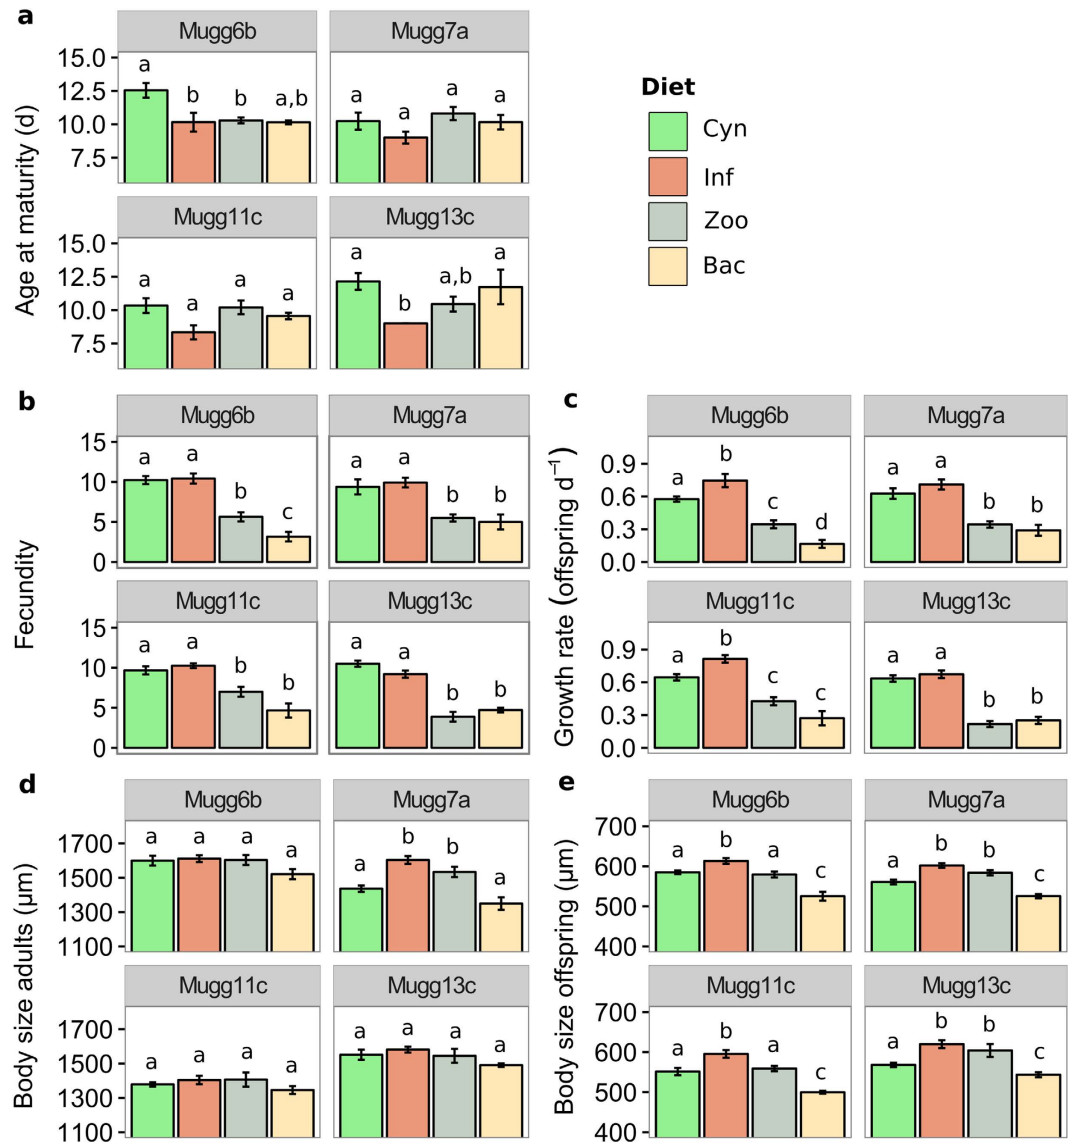 a
Mugg6b
Mugg7a
15.0
12.5
10.0
7.5
a
b
b
a,b
a
a
a
a
Mugg11c
Mugg13c
15.0
12.5
10.0
7.5
a
a
a
a
a
b
a,b
a
Age at maturity (d)
Diet
Cyn
Inf
Zoo
Bac
b
Mugg6b
Mugg7a
15
10
5
0
a
a
b
c
a
a
b
b
Mugg11c
Mugg13c
15
10
5
0
a
a
b
b
a
a
b
b
Fecundity
c
Mugg6b
Mugg7a
0.9
0.6
0.3
0.0
a
b
c
d
a
a
b
b
Mugg11c
Mugg13c
0.9
0.6
0.3
0.0
a
b
c
c
a
a
b
b
Growth rate (offspring d⁻¹)
d
Mugg6b
Mugg7a
1700
1500
1300
1100
a
a
a
a
a
b
b
a
Mugg11c
Mugg13c
1700
1500
1300
1100
a
a
a
a
a
a
a
a
Body size adults (µm)
e
Mugg6b
Mugg7a
700
600
500
400
a
b
a
c
a
b
b
c
Mugg11c
Mugg13c
700
600
500
400
a
b
a
c
a
b
b
c
Body size offspring (µm)